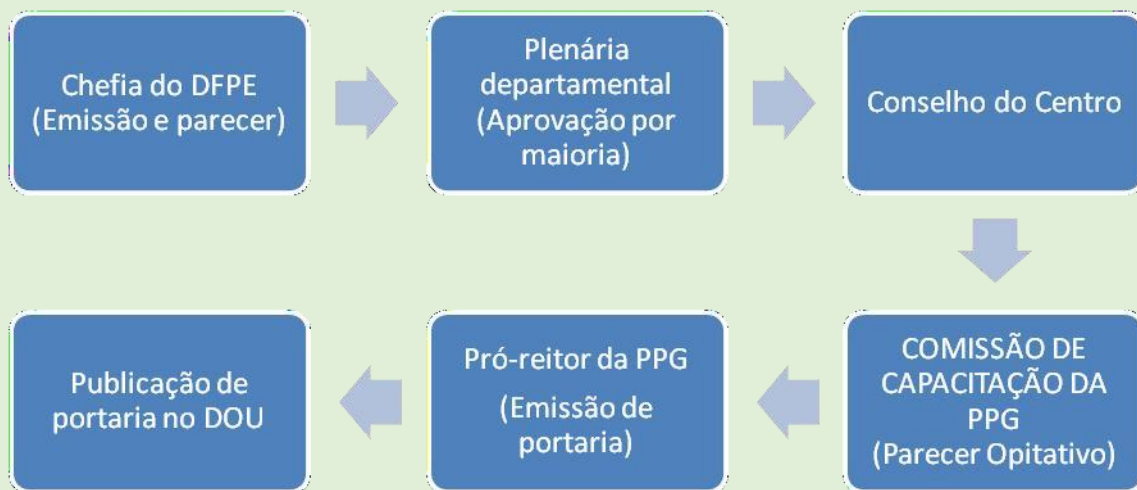 Chefia do DFPE
(Emissão e parecer)
Plenária
departamental
(Aprovação por
maioria)
Conselho do Centro
COMISSÃO DE
CAPACITAÇÃO DA
PPG
(Parecer Opitativo)
Pró-reitor da PPG
(Emissão de
portaria)
Publicação de
portaria no DOU